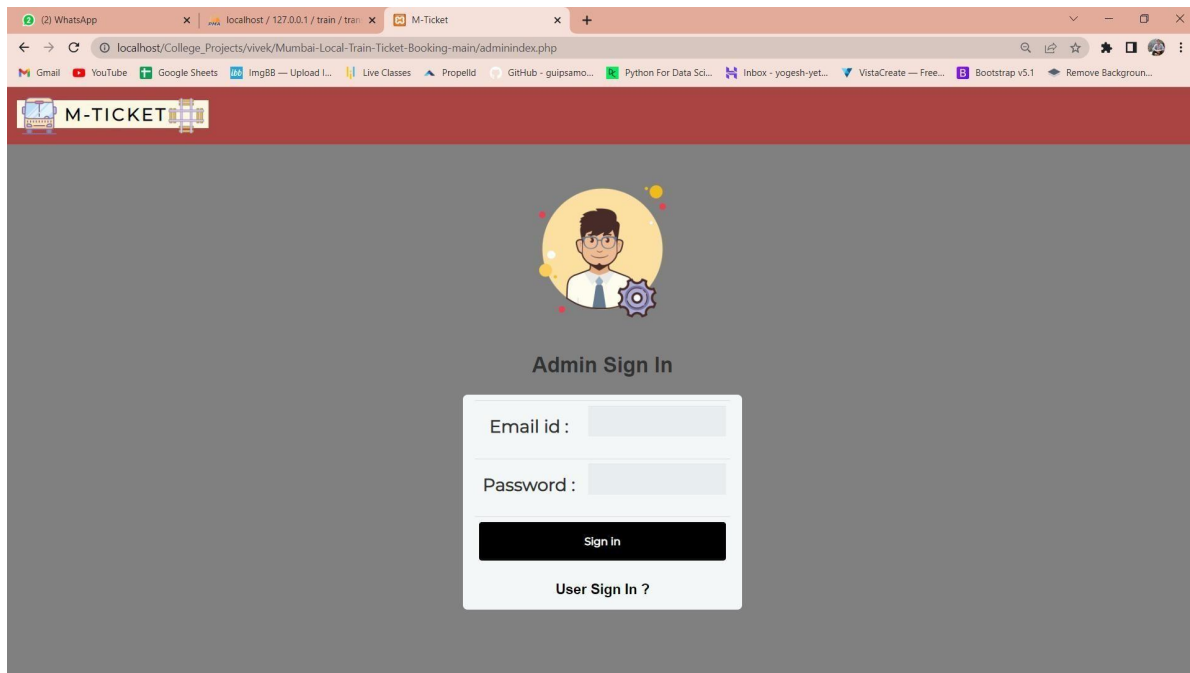 (2) WhatsApp
localhost / 127.0.0.1 / train / tran
M-Ticket
localhost/College_Projects/vivek/Mumbai-Local-Train-Ticket-Booking-main/adminindex.php
Gmail YouTube Google Sheets ImgBB — Upload I... Live Classes Propelld GitHub - guipsamo... Python For Data Sci... Inbox - yogesh-yet... VistaCreate — Free... Bootstrap v5.1 Remove Backgroun...
M-TICKET
Admin Sign In
Email id :
Password :
Sign in
User Sign In ?